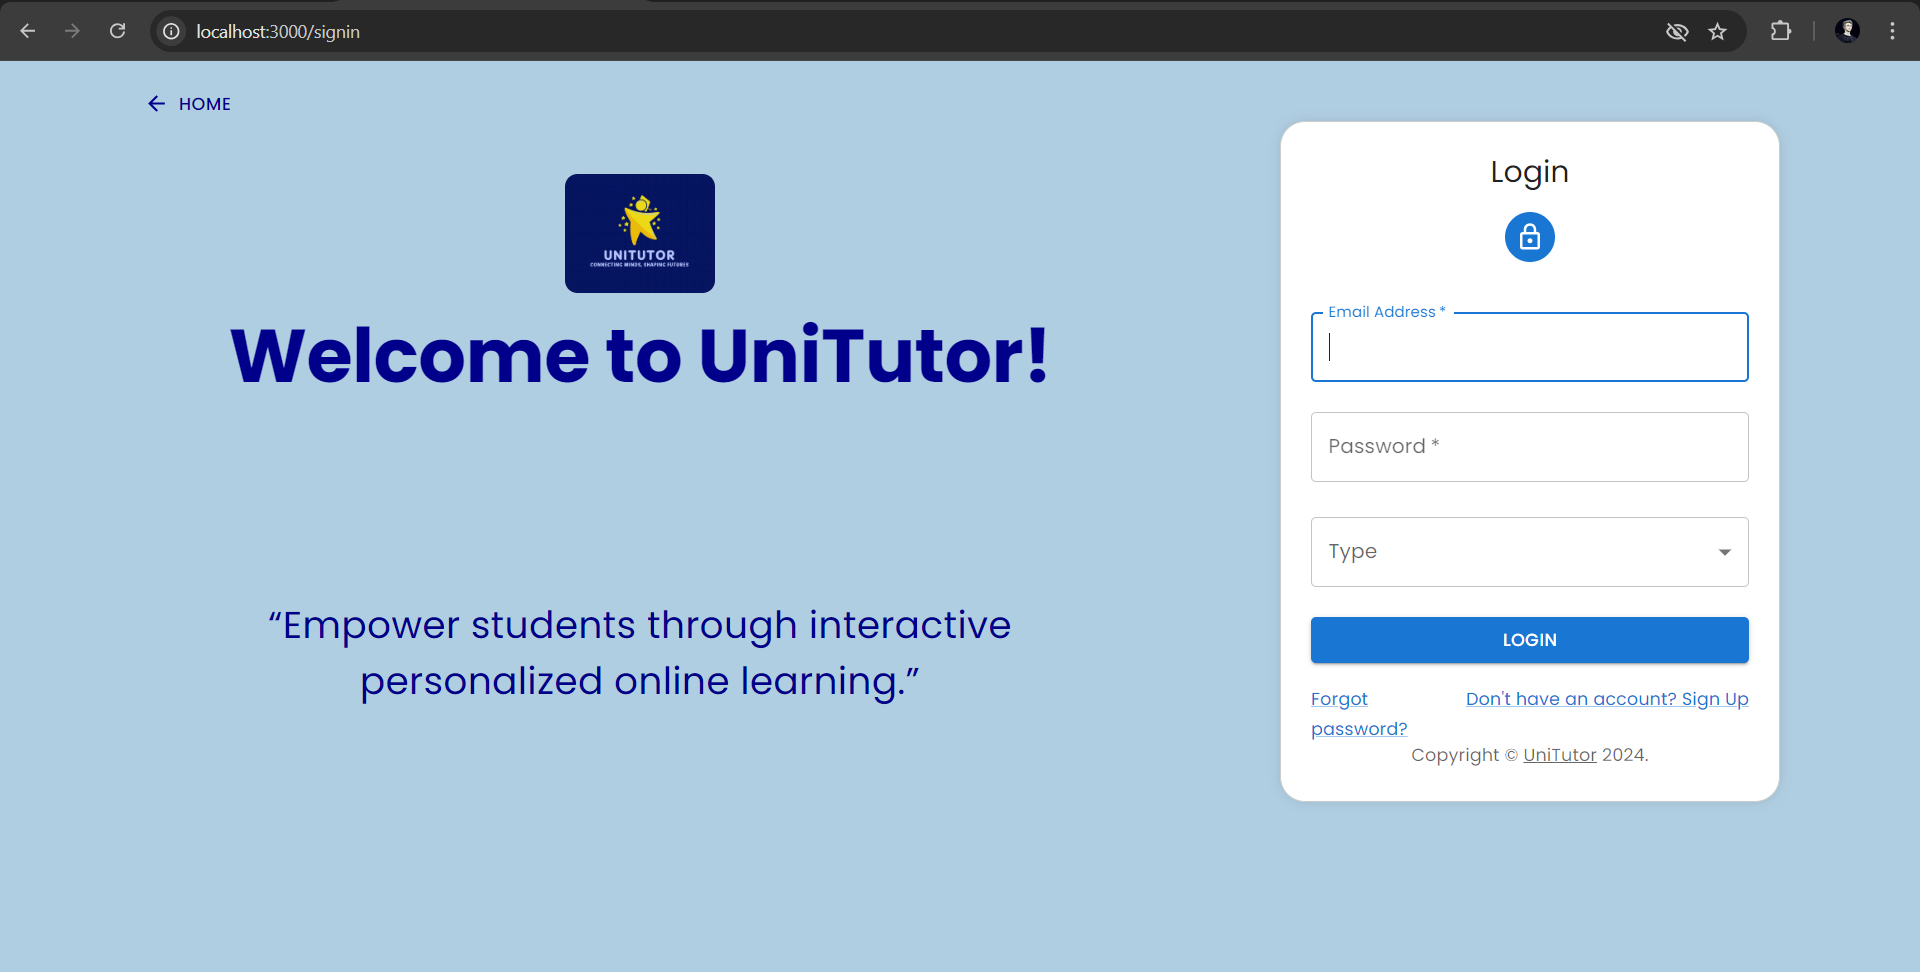 localhost:3000/signin
HOME
UNITUTOR
CONNECTING MINDS, SHAPING FUTURES
Welcome to UniTutor!
“Empower students through interactive
personalized online learning.”
Login
Email Address *
Password *
Type
LOGIN
Forgot
password?
Don't have an account? Sign Up
Copyright © UniTutor 2024.